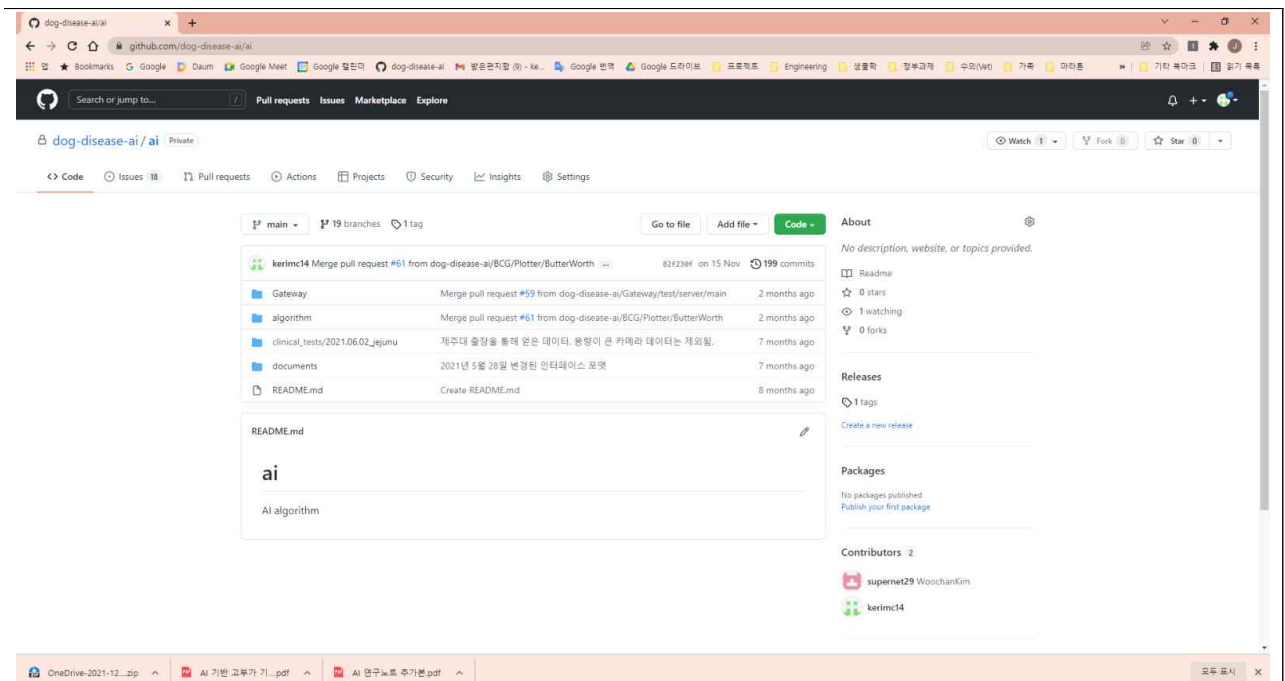 dog-disease-ai/ai
github.com/dog-disease-ai/ai
앱 Bookmarks Google Daum Google Meet Google 캘린더 dog-disease-ai 받은편지함 (9) - ke... Google 번역 Google 드라이브 프로젝트 Engineering 생물학 정부과제 수의(Vet) 가족 마라톤 » 기타 북마크 읽기 목록
Search or jump to... / Pull requests Issues Marketplace Explore
dog-disease-ai / ai Private Watch 1 Fork 0 Star 0
<> Code Issues 18 Pull requests Actions Projects Security Insights Settings
main 19 branches 1 tag Go to file Add file Code
kerimc14 Merge pull request #61 from dog-disease-ai/BCG/Plotter/ButterWorth ... 82f230f on 15 Nov 199 commits
Gateway Merge pull request #59 from dog-disease-ai/Gateway/test/server/main 2 months ago
algorithm Merge pull request #61 from dog-disease-ai/BCG/Plotter/ButterWorth 2 months ago
clinical_tests/2021.06.02_jejunu 제주대 출장을 통해 얻은 데이터. 용량이 큰 카메라 데이터는 제외됨. 7 months ago
documents 2021년 5월 28일 변경된 인터페이스 포맷 7 months ago
README.md Create README.md 8 months ago
README.md
ai
AI algorithm
About
No description, website, or topics provided.
Readme
0 stars
1 watching
0 forks
Releases
1 tags
Create a new release
Packages
No packages published
Publish your first package
Contributors 2
supernet29 WoochanKim
kerimc14
OneDrive-2021-12....zip AI 기반 고부가 기....pdf AI 연구노트 추가본.pdf 모두 표시